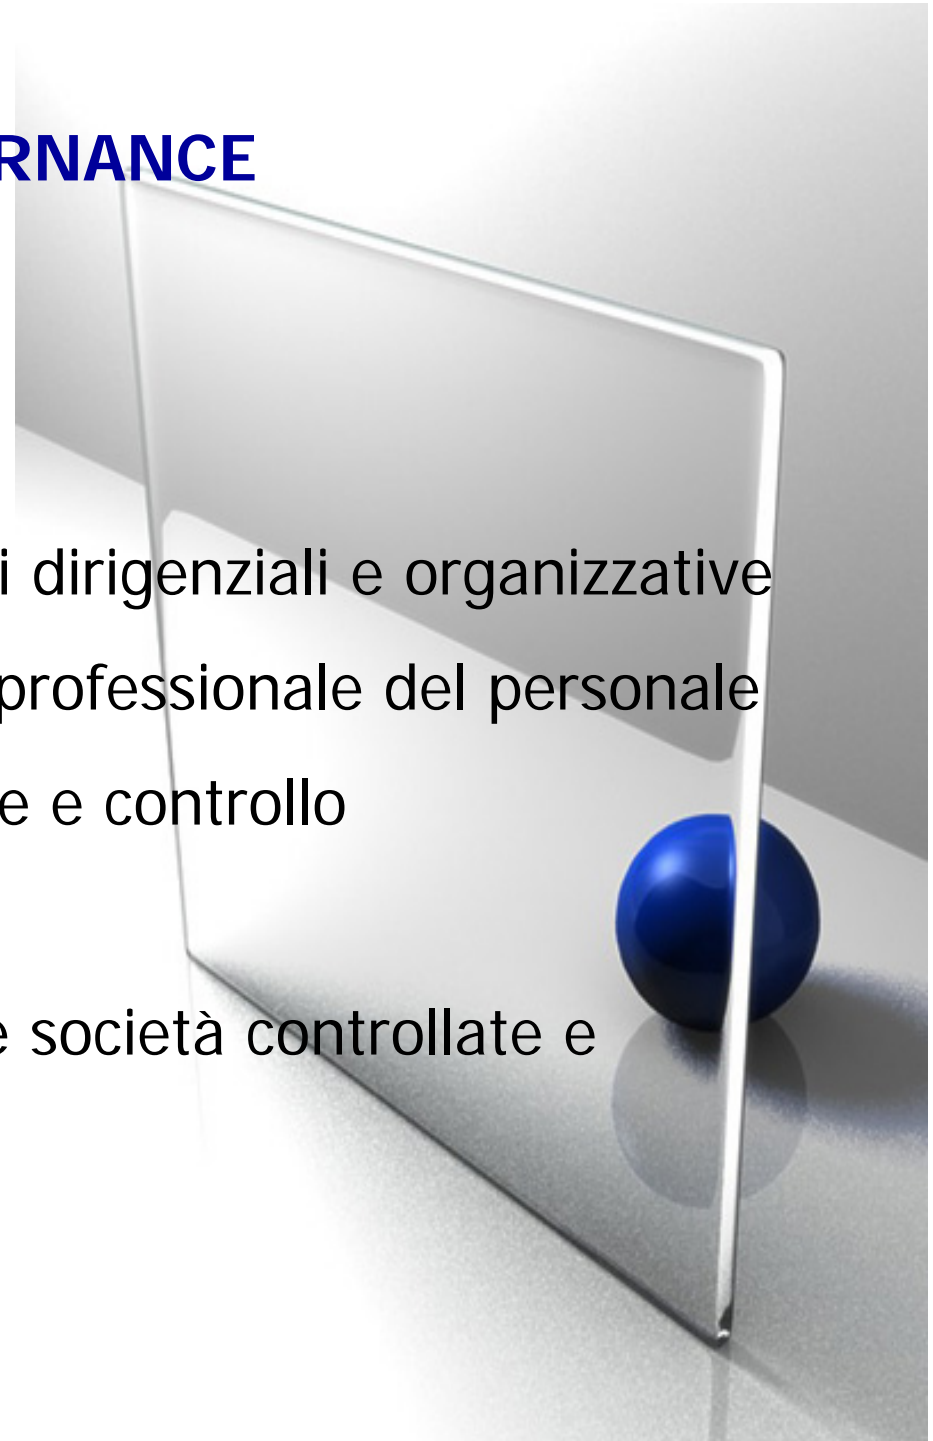 RNANCE
i dirigenziali e organizzative
professionale del personale
e e controllo
e società controllate e